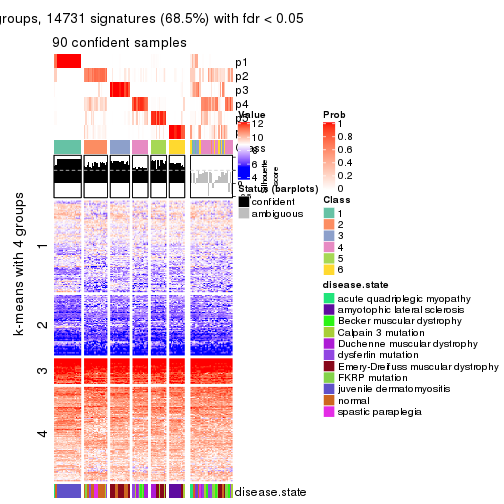 groups, 14731 signatures (68.5%) with fdr < 0.05
90 confident samples
p1
p2
p3
p4
p5
Value
12
10
8
6
4
Prob
1
0.8
0.6
0.4
0.2
0
Silhouette
score
Status (barplots)
confident
ambiguous
Class
1
2
3
4
5
6
disease.state
acute quadriplegic myopathy
amyotrophic lateral sclerosis
Becker muscular dystrophy
Calpain 3 mutation
Duchenne muscular dystrophy
dysferlin mutation
Emery-Dreifuss muscular dystrophy
FKRP mutation
juvenile dermatomyositis
normal
spastic paraplegia
k-means with 4 groups
1
2
3
4
disease.state